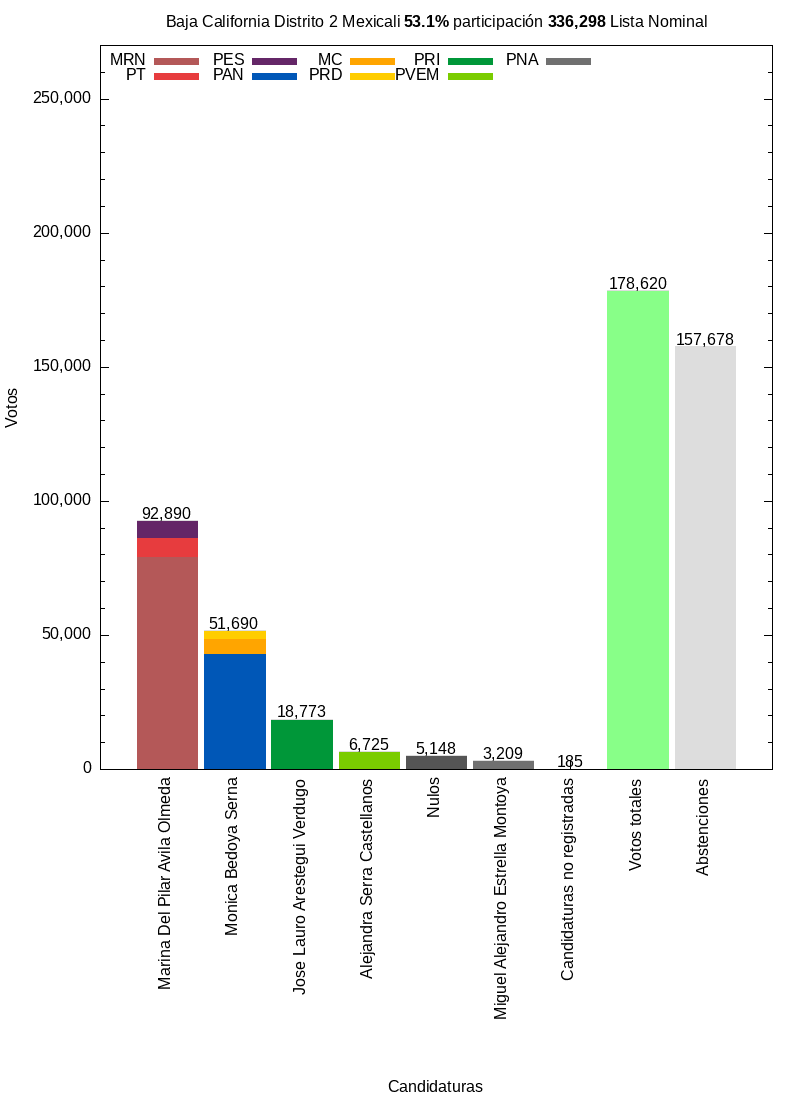 Baja California Distrito 2 Mexicali 53.1% participación 336,298 Lista Nominal
MRN PES MC PRI PNA
PT PAN PRD PVEM
250,000
200,000
150,000
100,000
50,000
0
Votos
92,890
51,690
18,773
6,725
5,148
3,209
185
178,620
157,678
Marina Del Pilar Avila Olmeda
Monica Bedoya Serna
Jose Lauro Arestegui Verdugo
Alejandra Serra Castellanos
Nulos
Miguel Alejandro Estrella Montoya
Candidaturas no registradas
Votos totales
Abstenciones
Candidaturas